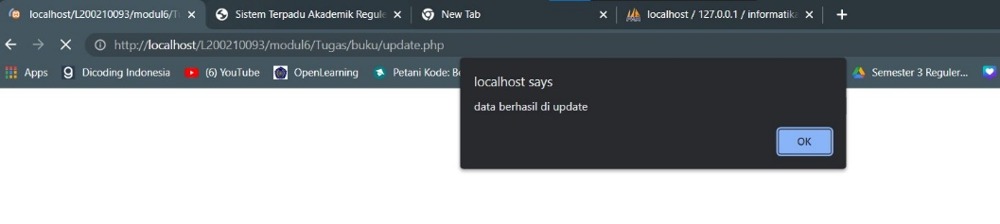 localhost/L200210093/modul6/T
Sistem Terpadu Akademik Regule
New Tab
localhost / 127.0.0.1 / informatika
http://localhost/L200210093/modul6/Tugas/buku/update.php
Apps
Dicoding Indonesia
(6) YouTube
OpenLearning
Petani Kode: Be
Semester 3 Reguler...
localhost says
data berhasil di update
OK